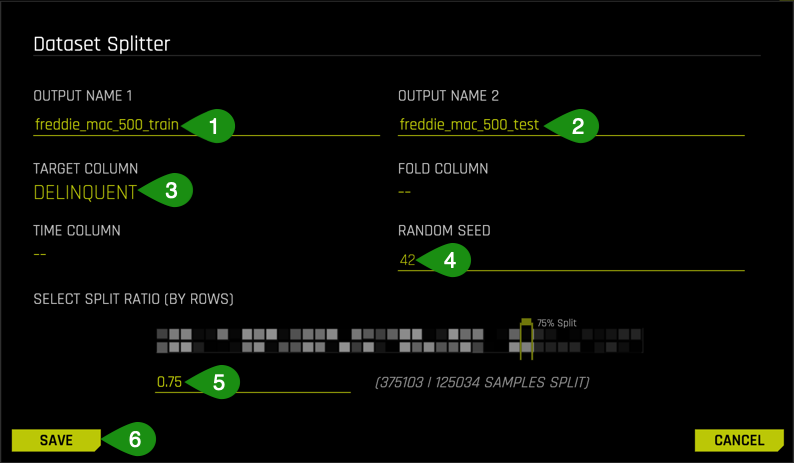 Dataset Splitter
OUTPUT NAME 1 OUTPUT NAME 2
freddie_mac_500_train 1 freddie_mac_500_test 2
TARGET COLUMN FOLD COLUMN
DELINQUENT 3 --
TIME COLUMN RANDOM SEED
-- 42 4
SELECT SPLIT RATIO (BY ROWS)
75% Split
0.75 5 (375103 | 125034 SAMPLES SPLIT)
SAVE 6 CANCEL